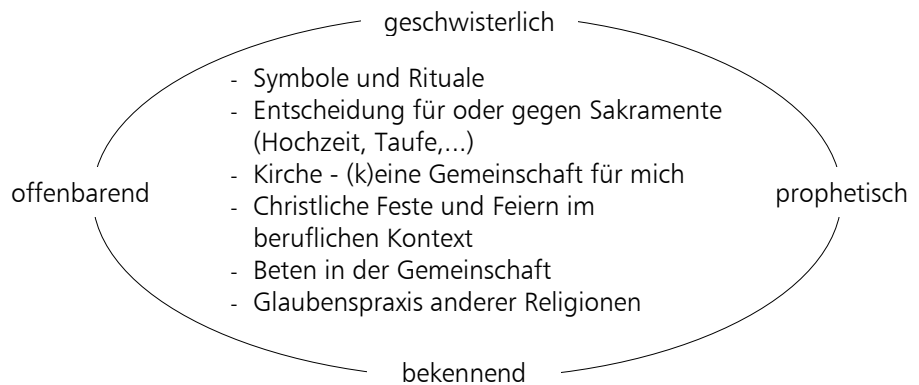 geschwisterlich
- Symbole und Rituale
- Entscheidung für oder gegen Sakramente
(Hochzeit, Taufe,...)
- Kirche - (k)eine Gemeinschaft für mich
offenbarend
prophetisch
- Christliche Feste und Feiern im
beruflichen Kontext
- Beten in der Gemeinschaft
- Glaubenspraxis anderer Religionen
bekennend